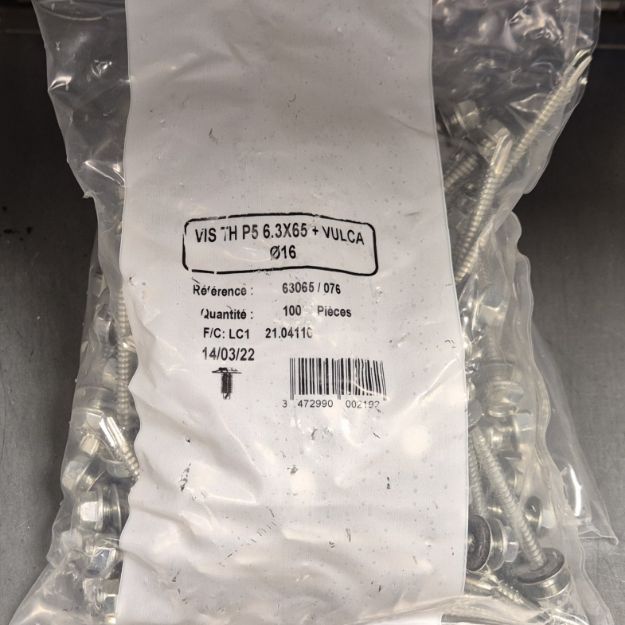 VIS TH P5 6.3X65 + VULCA
Ø16
Référence : 63065 / 076
Quantité : 100 Pièces
F/C: LC1 21.04110
14/03/22
3 472990 002192